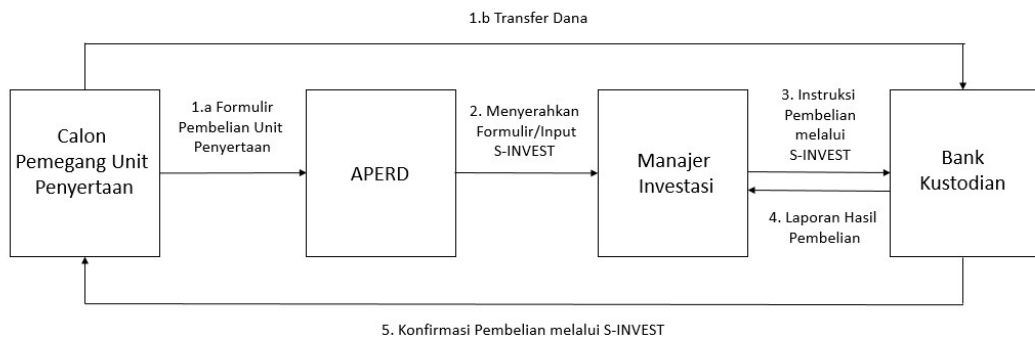 1.b Transfer Dana
Calon
Pemegang Unit
Penyertaan
1.a Formulir
Pembelian Unit
Penyertaan
APERD
2. Menyerahkan
Formulir/Input
S-INVEST
Manajer
Investasi
3. Instruksi
Pembelian
melalui
S-INVEST
4. Laporan Hasil
Pembelian
Bank
Kustodian
5. Konfirmasi Pembelian melalui S-INVEST